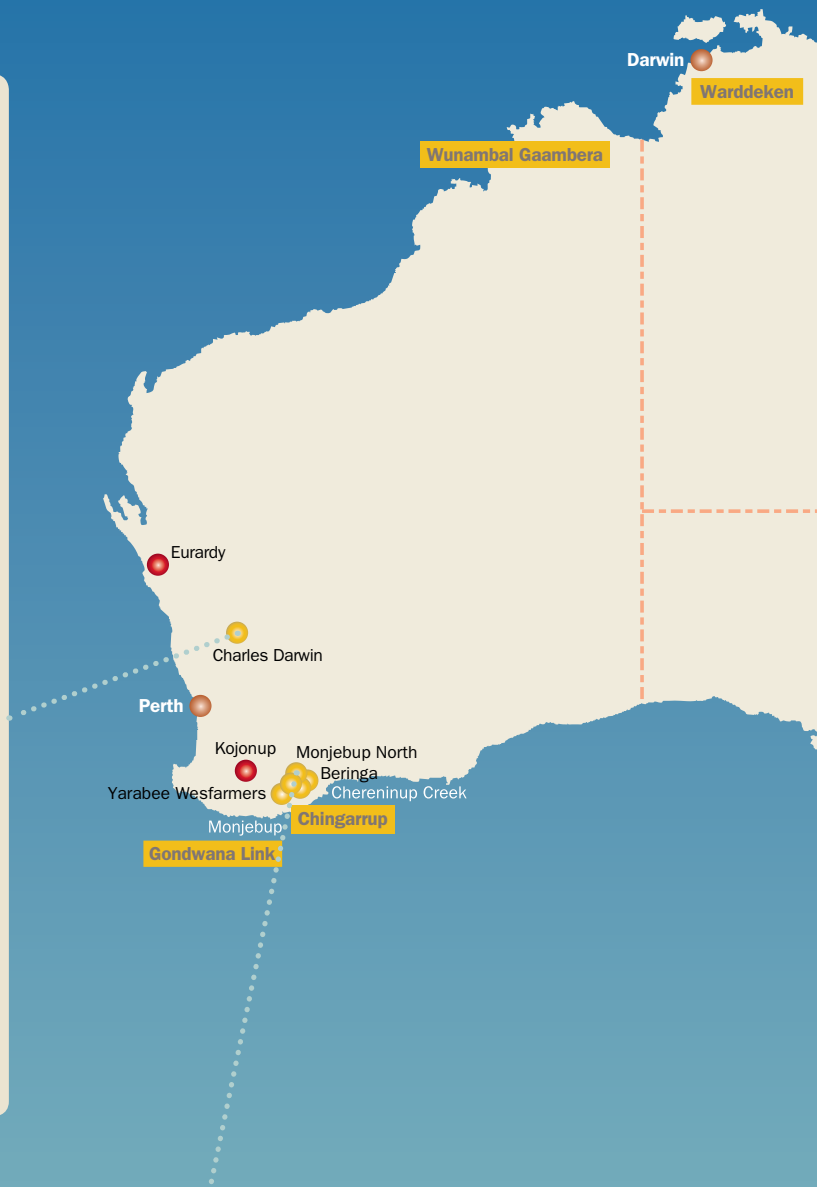 Darwin
Warddeken
Wunambal Gaambera
Eurardy
Charles Darwin
Perth
Kojonup
Monjebup North
Beringa
Yarabee Wesfarmers
Chereninup Creek
Chingarrup
Monjebup
Gondwana Link